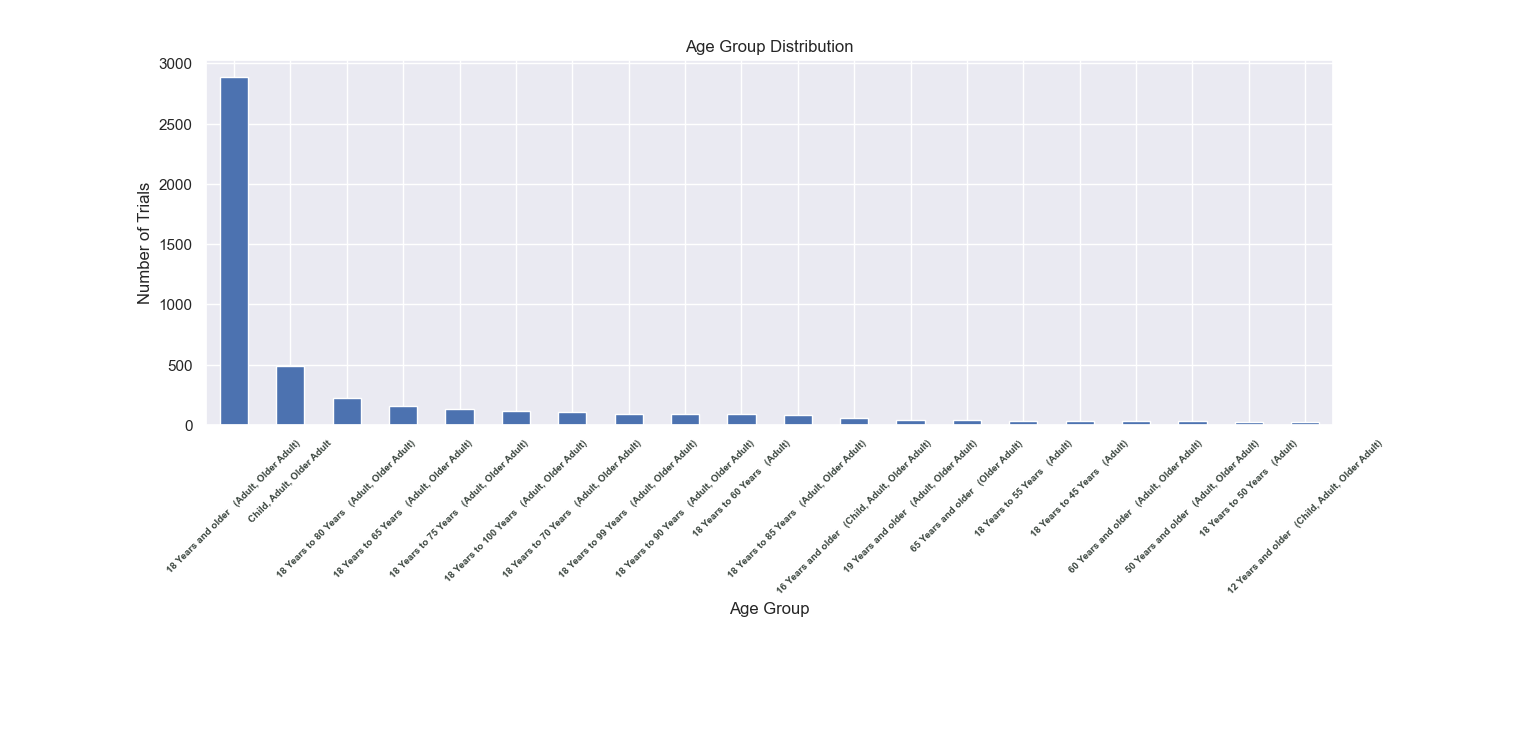 Age Group Distribution
3000
2500
2000
1500
1000
500
0
Number of Trials
18 Years and older   (Adult, Older Adult)
Child, Adult, Older Adult
18 Years to 80 Years   (Adult, Older Adult)
18 Years to 65 Years   (Adult, Older Adult)
18 Years to 75 Years   (Adult, Older Adult)
18 Years to 100 Years   (Adult, Older Adult)
18 Years to 70 Years   (Adult, Older Adult)
18 Years to 99 Years   (Adult, Older Adult)
18 Years to 90 Years   (Adult, Older Adult)
18 Years to 60 Years   (Adult)
18 Years to 85 Years   (Adult, Older Adult)
16 Years and older   (Child, Adult, Older Adult)
19 Years and older   (Adult, Older Adult)
65 Years and older   (Older Adult)
18 Years to 55 Years   (Adult)
18 Years to 45 Years   (Adult)
60 Years and older   (Adult, Older Adult)
50 Years and older   (Adult, Older Adult)
18 Years to 50 Years   (Adult)
12 Years and older   (Child, Adult, Older Adult)
Age Group